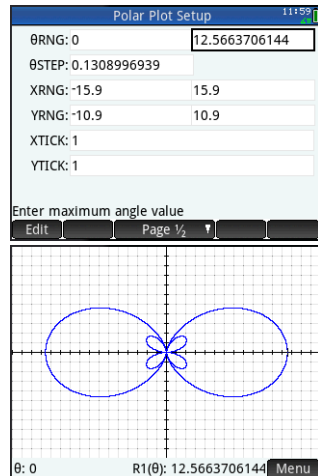 Polar Plot Setup 11:59
θRNG: 0 12.5663706144
θSTEP: 0.1308996939
XRNG: -15.9 15.9
YRNG: -10.9 10.9
XTICK: 1
YTICK: 1
Enter maximum angle value
Edit Page ½
θ: 0 R1(θ): 12.5663706144 Menu